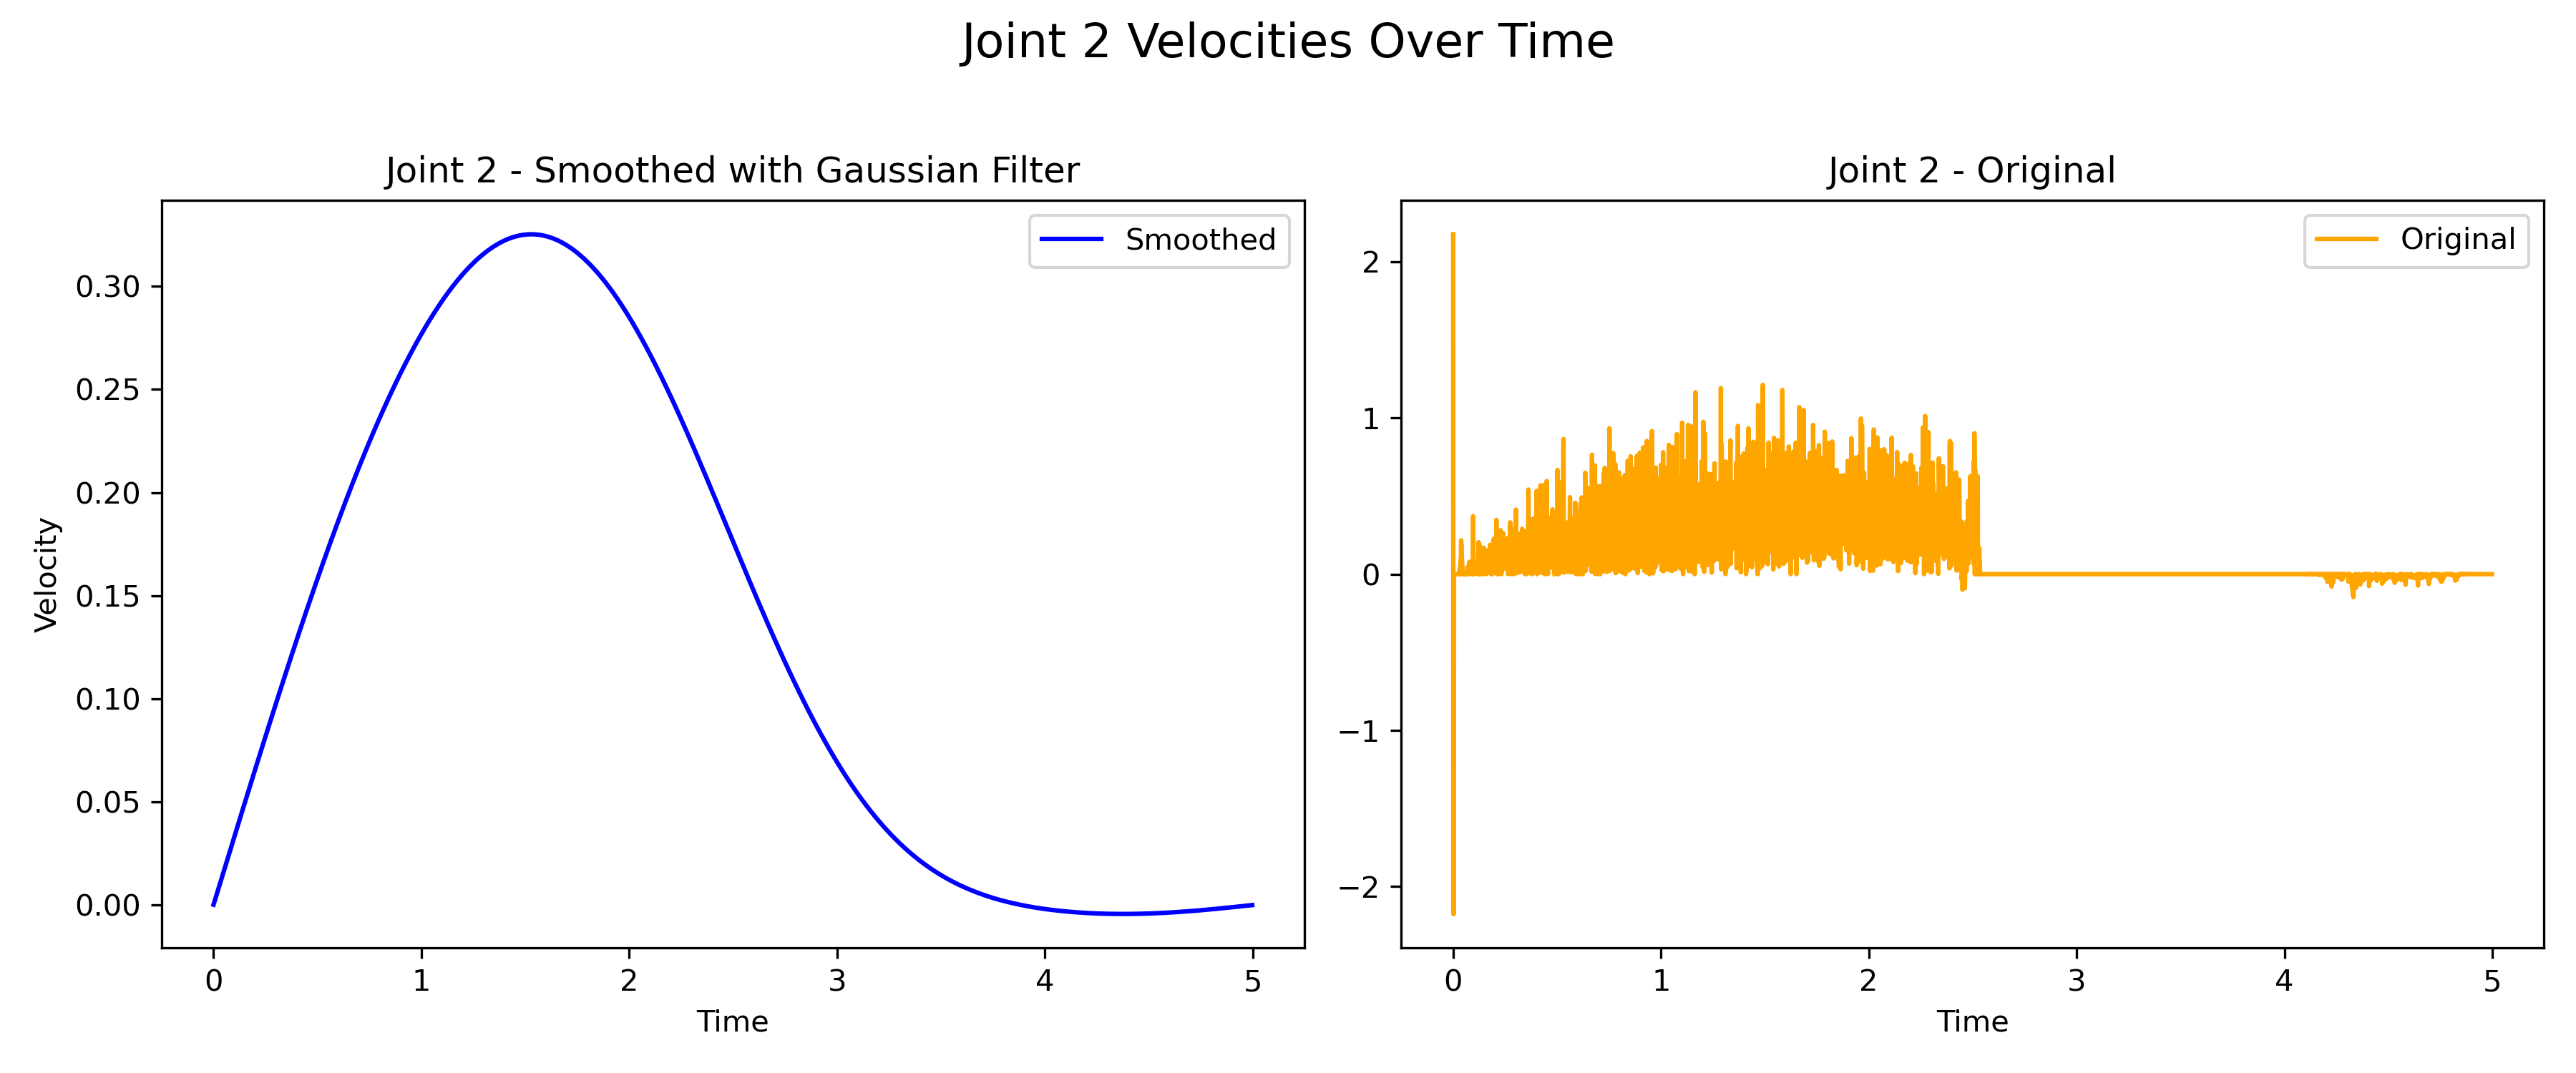 Joint 2 Velocities Over Time
Joint 2 - Smoothed with Gaussian Filter
Smoothed
Velocity
0.30
0.25
0.20
0.15
0.10
0.05
0.00
0 1 2 3 4 5
Time
Joint 2 - Original
Original
2
1
0
−1
−2
0 1 2 3 4 5
Time